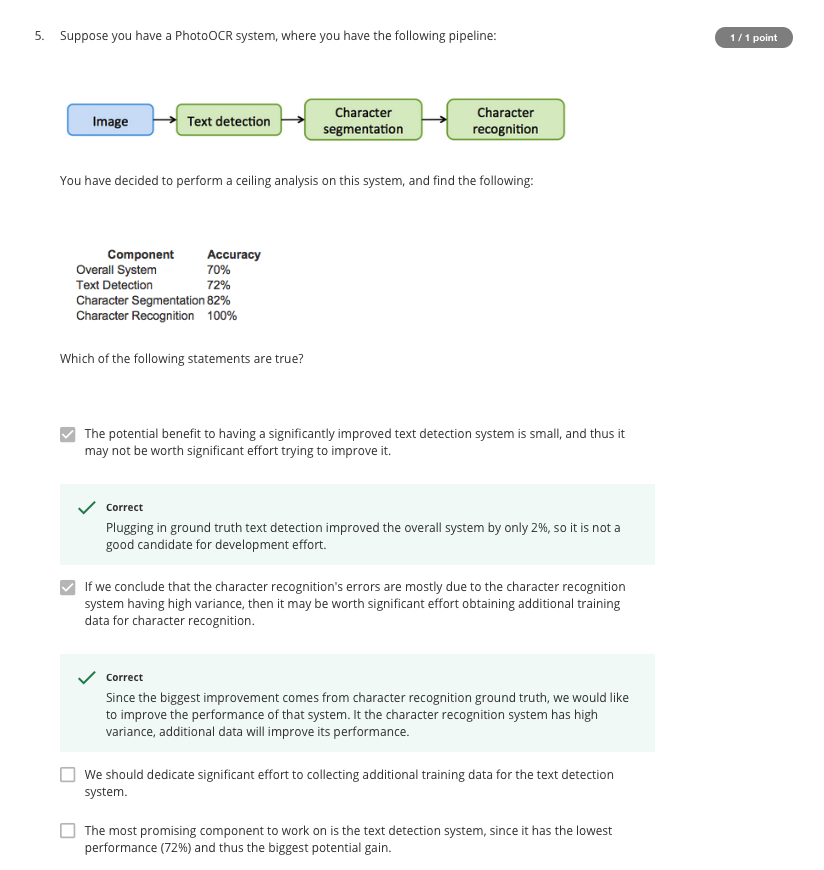 5. Suppose you have a PhotoOCR system, where you have the following pipeline:
1 / 1 point
Image
Text detection
Character
segmentation
Character
recognition
You have decided to perform a ceiling analysis on this system, and find the following:
Component Accuracy
Overall System 70%
Text Detection 72%
Character Segmentation 82%
Character Recognition 100%
Which of the following statements are true?
The potential benefit to having a significantly improved text detection system is small, and thus it
may not be worth significant effort trying to improve it.
Correct
Plugging in ground truth text detection improved the overall system by only 2%, so it is not a
good candidate for development effort.
If we conclude that the character recognition's errors are mostly due to the character recognition
system having high variance, then it may be worth significant effort obtaining additional training
data for character recognition.
Correct
Since the biggest improvement comes from character recognition ground truth, we would like
to improve the performance of that system. It the character recognition system has high
variance, additional data will improve its performance.
We should dedicate significant effort to collecting additional training data for the text detection
system.
The most promising component to work on is the text detection system, since it has the lowest
performance (72%) and thus the biggest potential gain.